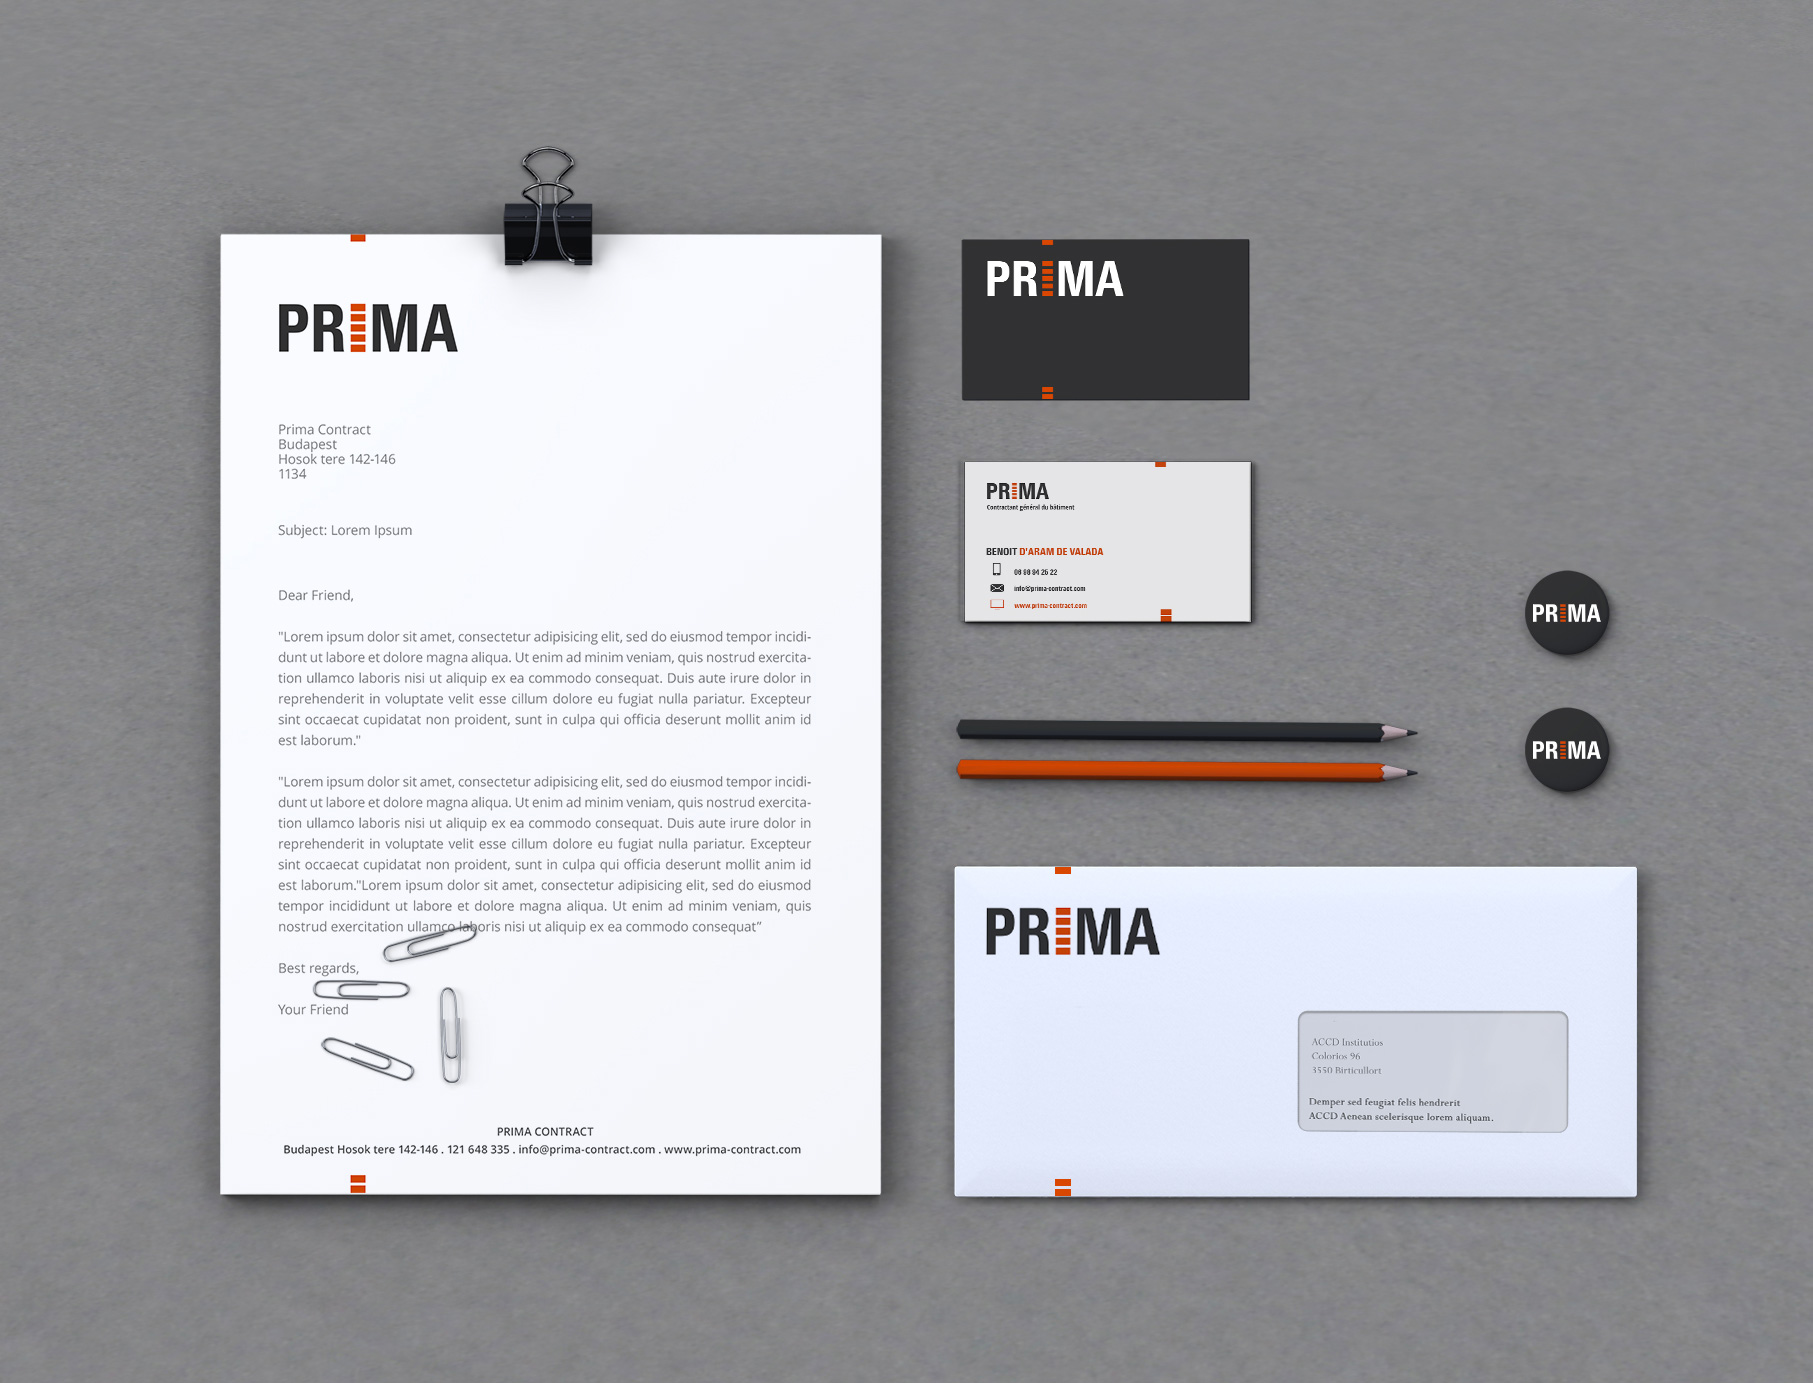 PRIMA
Prima Contract
Budapest
Hosok tere 142-146
1134
Subject: Lorem Ipsum
Dear Friend,
"Lorem ipsum dolor sit amet, consectetur adipisicing elit, sed do eiusmod tempor incidi-
dunt ut labore et dolore magna aliqua. Ut enim ad minim veniam, quis nostrud exercita-
tion ullamco laboris nisi ut aliquip ex ea commodo consequat. Duis aute irure dolor in
reprehenderit in voluptate velit esse cillum dolore eu fugiat nulla pariatur. Excepteur
sint occaecat cupidatat non proident, sunt in culpa qui officia deserunt mollit anim id
est laborum."
"Lorem ipsum dolor sit amet, consectetur adipisicing elit, sed do eiusmod tempor incidi-
dunt ut labore et dolore magna aliqua. Ut enim ad minim veniam, quis nostrud exercita-
tion ullamco laboris nisi ut aliquip ex ea commodo consequat. Duis aute irure dolor in
reprehenderit in voluptate velit esse cillum dolore eu fugiat nulla pariatur. Excepteur
sint occaecat cupidatat non proident, sunt in culpa qui officia deserunt mollit anim id
est laborum."Lorem ipsum dolor sit amet, consectetur adipisicing elit, sed do eiusmod
tempor incididunt ut labore et dolore magna aliqua. Ut enim ad minim veniam, quis
nostrud exercitation ullamco laboris nisi ut aliquip ex ea commodo consequat"
Best regards,
Your Friend
PRIMA CONTRACT
Budapest Hosok tere 142-146 . 121 648 335 . info@prima-contract.com . www.prima-contract.com
PRIMA
PRIMA
Contractant général du bâtiment
BENOIT D'ARAM DE VALADA
08 98 94 26 22
info@prima-contract.com
www.prima-contract.com
PRIMA
PRIMA
PRIMA
ACCD Institutios
Colorios 96
3550 Birticullort
Demper sed feugiat felis hendrerit
ACCD Aenean scelerisque lorem aliquam.